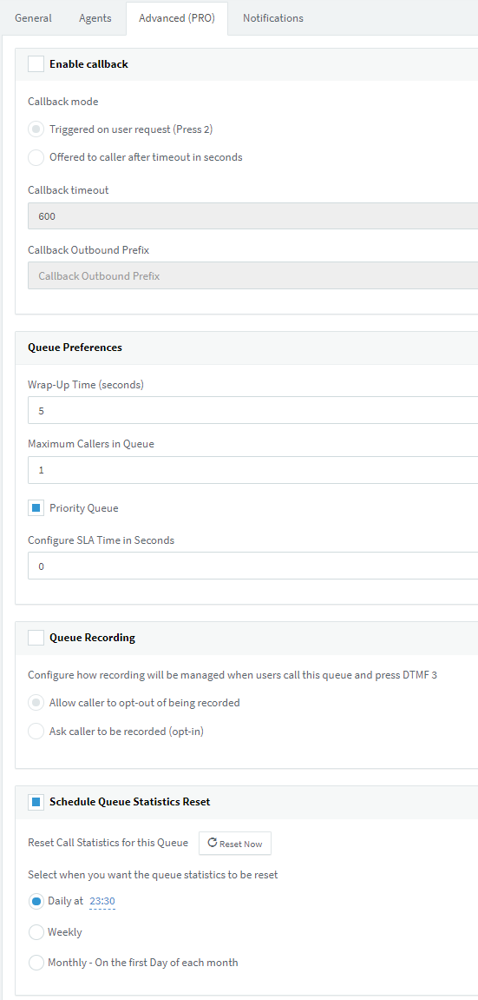 General Agents Advanced (PRO) Notifications
Enable callback
Callback mode
Triggered on user request (Press 2)
Offered to caller after timeout in seconds
Callback timeout
600
Callback Outbound Prefix
Callback Outbound Prefix
Queue Preferences
Wrap-Up Time (seconds)
5
Maximum Callers in Queue
1
Priority Queue
Configure SLA Time in Seconds
0
Queue Recording
Configure how recording will be managed when users call this queue and press DTMF 3
Allow caller to opt-out of being recorded
Ask caller to be recorded (opt-in)
Schedule Queue Statistics Reset
Reset Call Statistics for this Queue Reset Now
Select when you want the queue statistics to be reset
Daily at 23:30
Weekly
Monthly - On the first Day of each month